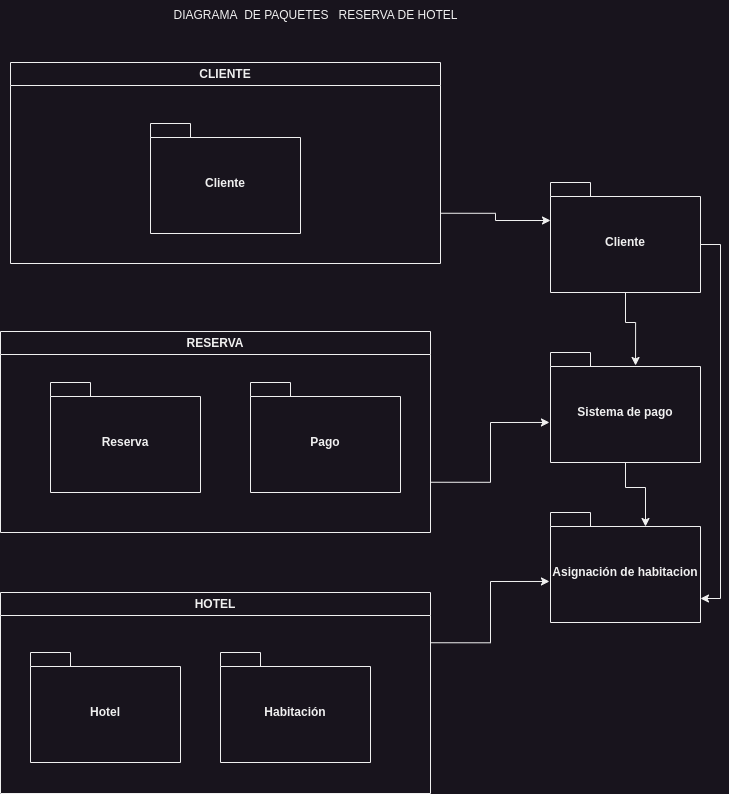 DIAGRAMA  DE PAQUETES   RESERVA DE HOTEL
CLIENTE
Cliente
Cliente
RESERVA
Reserva
Pago
Sistema de pago
Asignación de habitacion
HOTEL
Hotel
Habitación